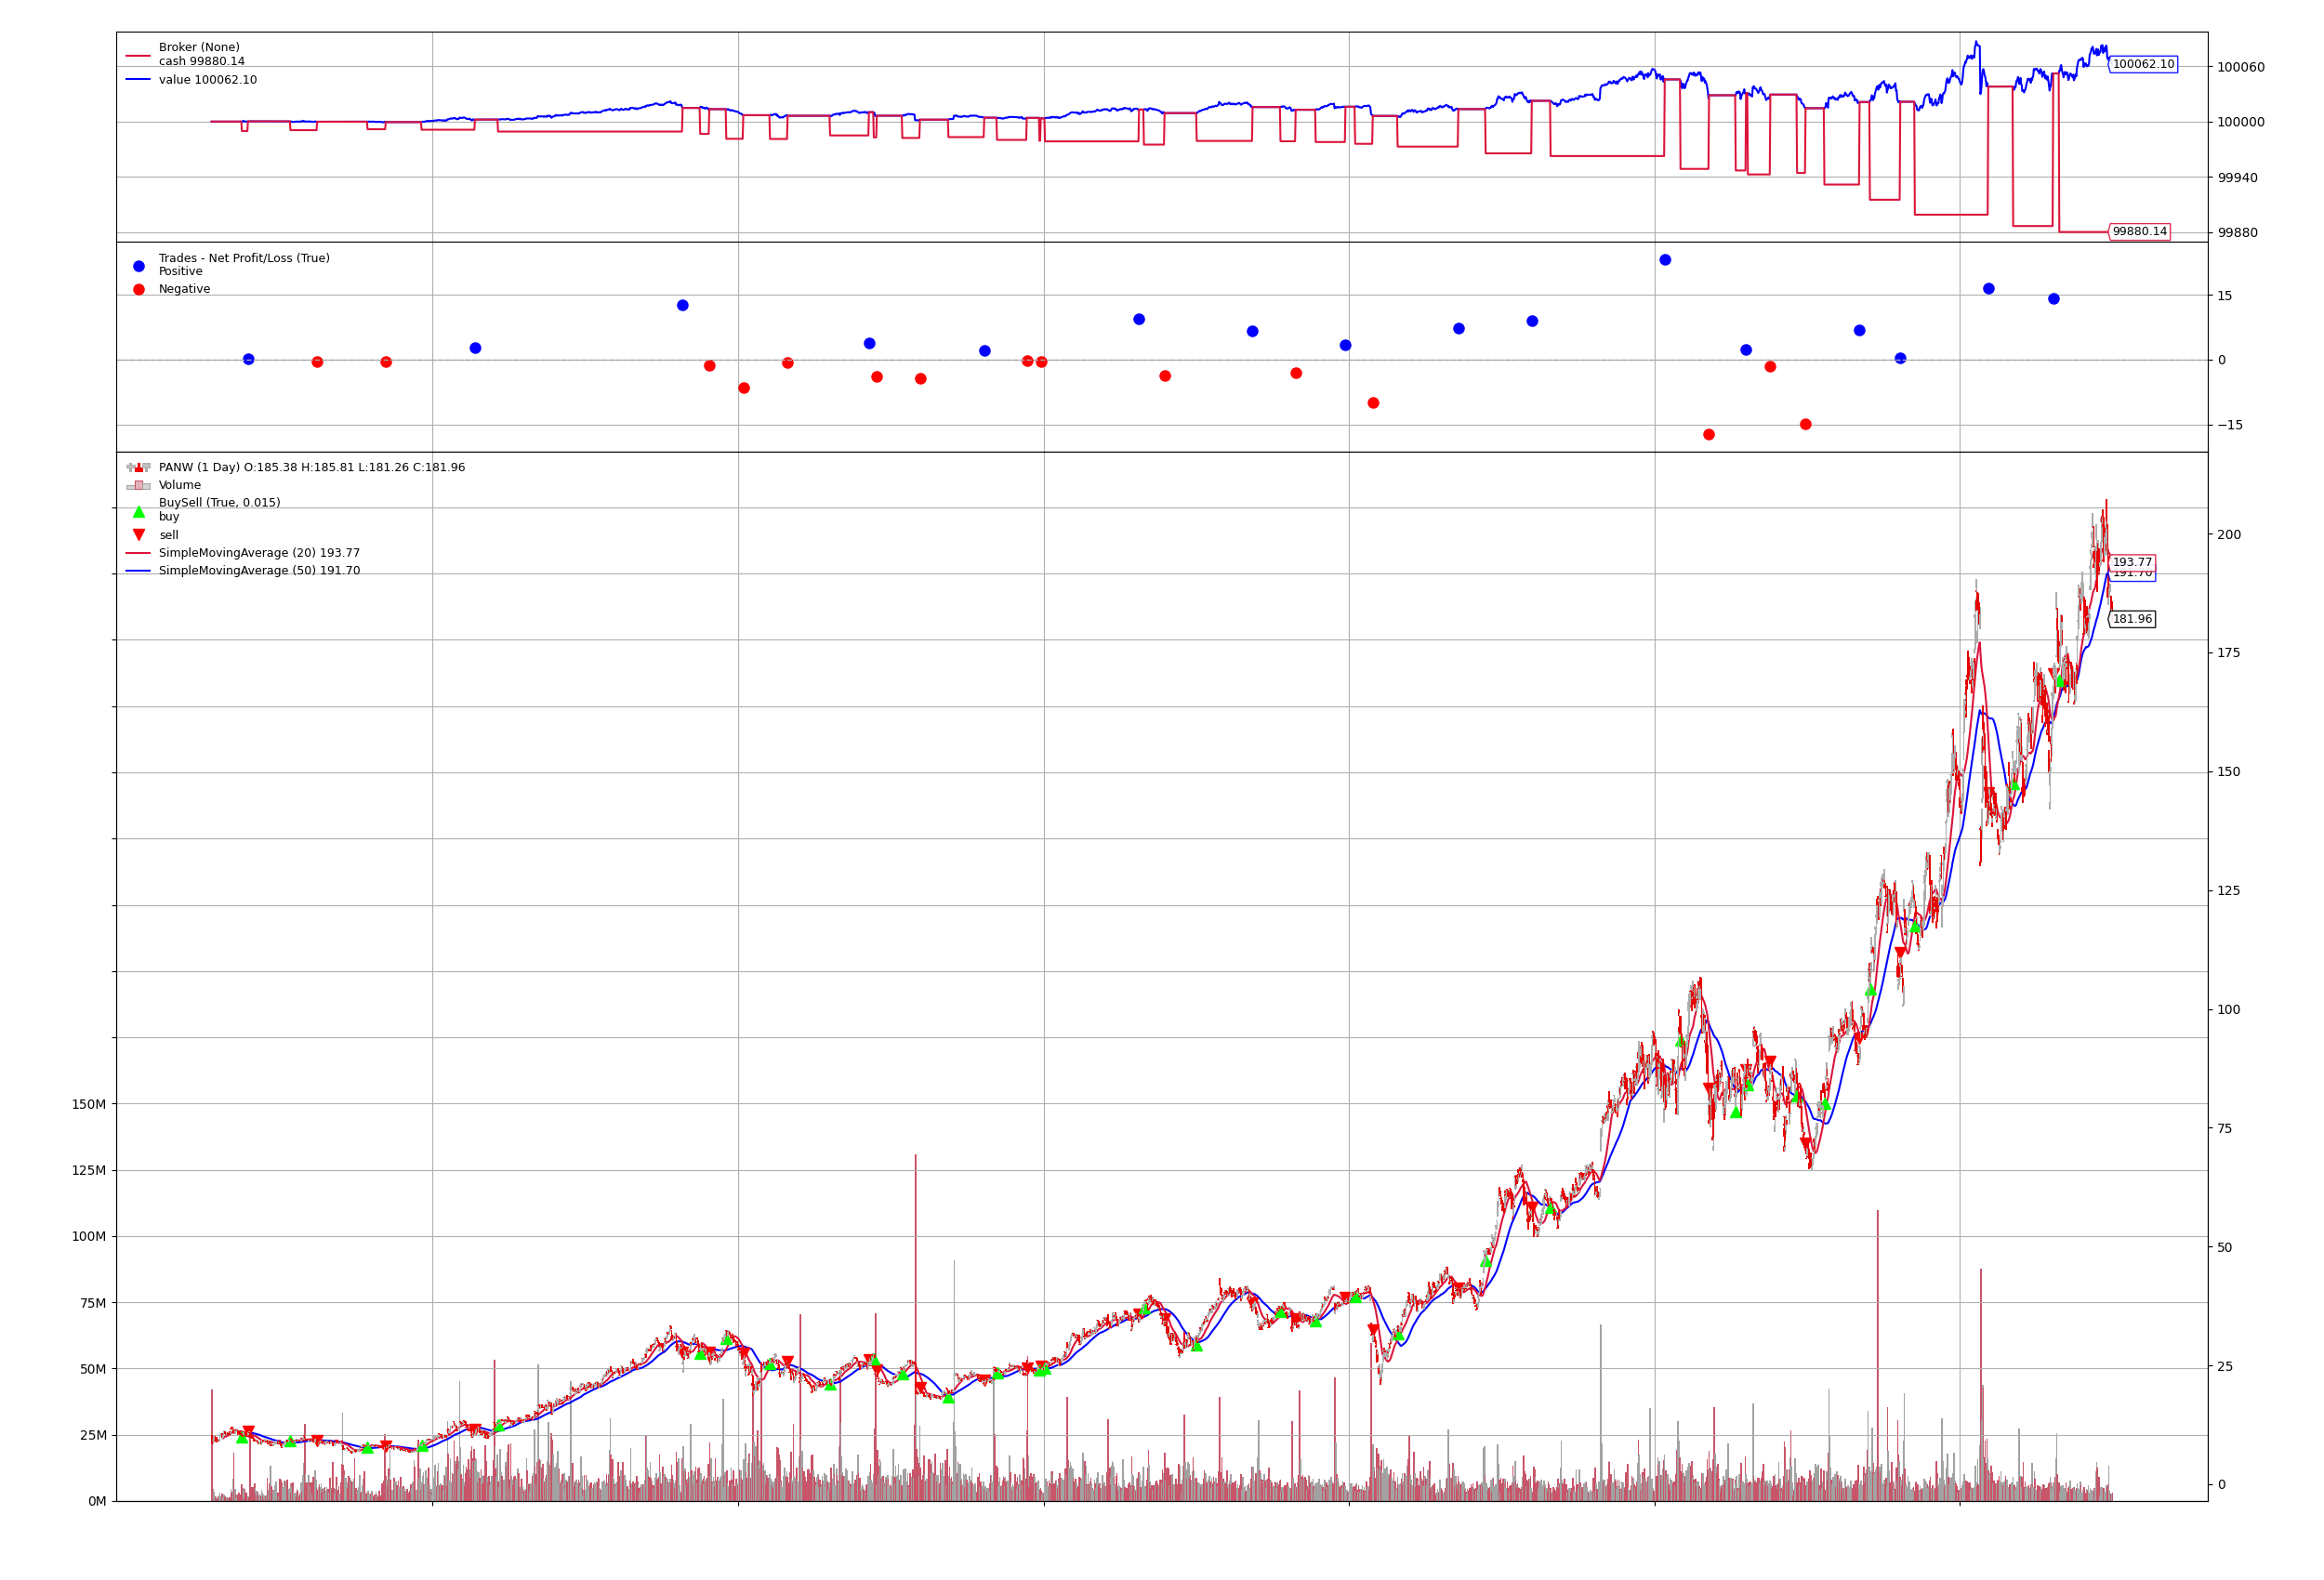 Broker (None)
cash 99880.14
value 100062.10
100062.10
100060
100000
99940
99880
99880.14
Trades - Net Profit/Loss (True)
Positive
Negative
15
0
−15
PANW (1 Day) O:185.38 H:185.81 L:181.26 C:181.96
Volume
BuySell (True, 0.015)
buy
sell
SimpleMovingAverage (20) 193.77
SimpleMovingAverage (50) 191.70
200
193.77
191.70
181.96
175
150
125
100
75
50
25
0
150M
125M
100M
75M
50M
25M
0M